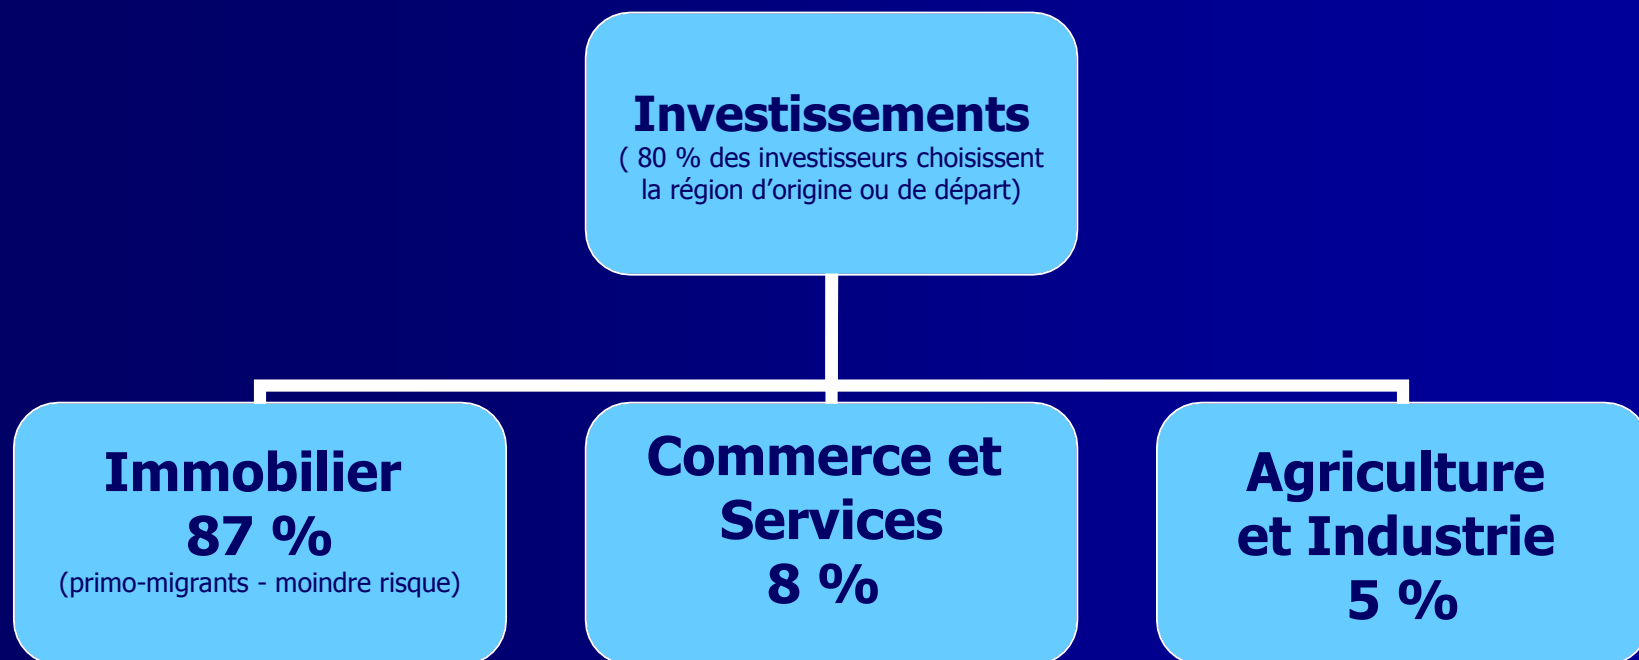 Investissements
( 80 % des investisseurs choisissent
la région d’origine ou de départ)
Immobilier
87 %
(primo-migrants - moindre risque)
Commerce et
Services
8 %
Agriculture
et Industrie
5 %